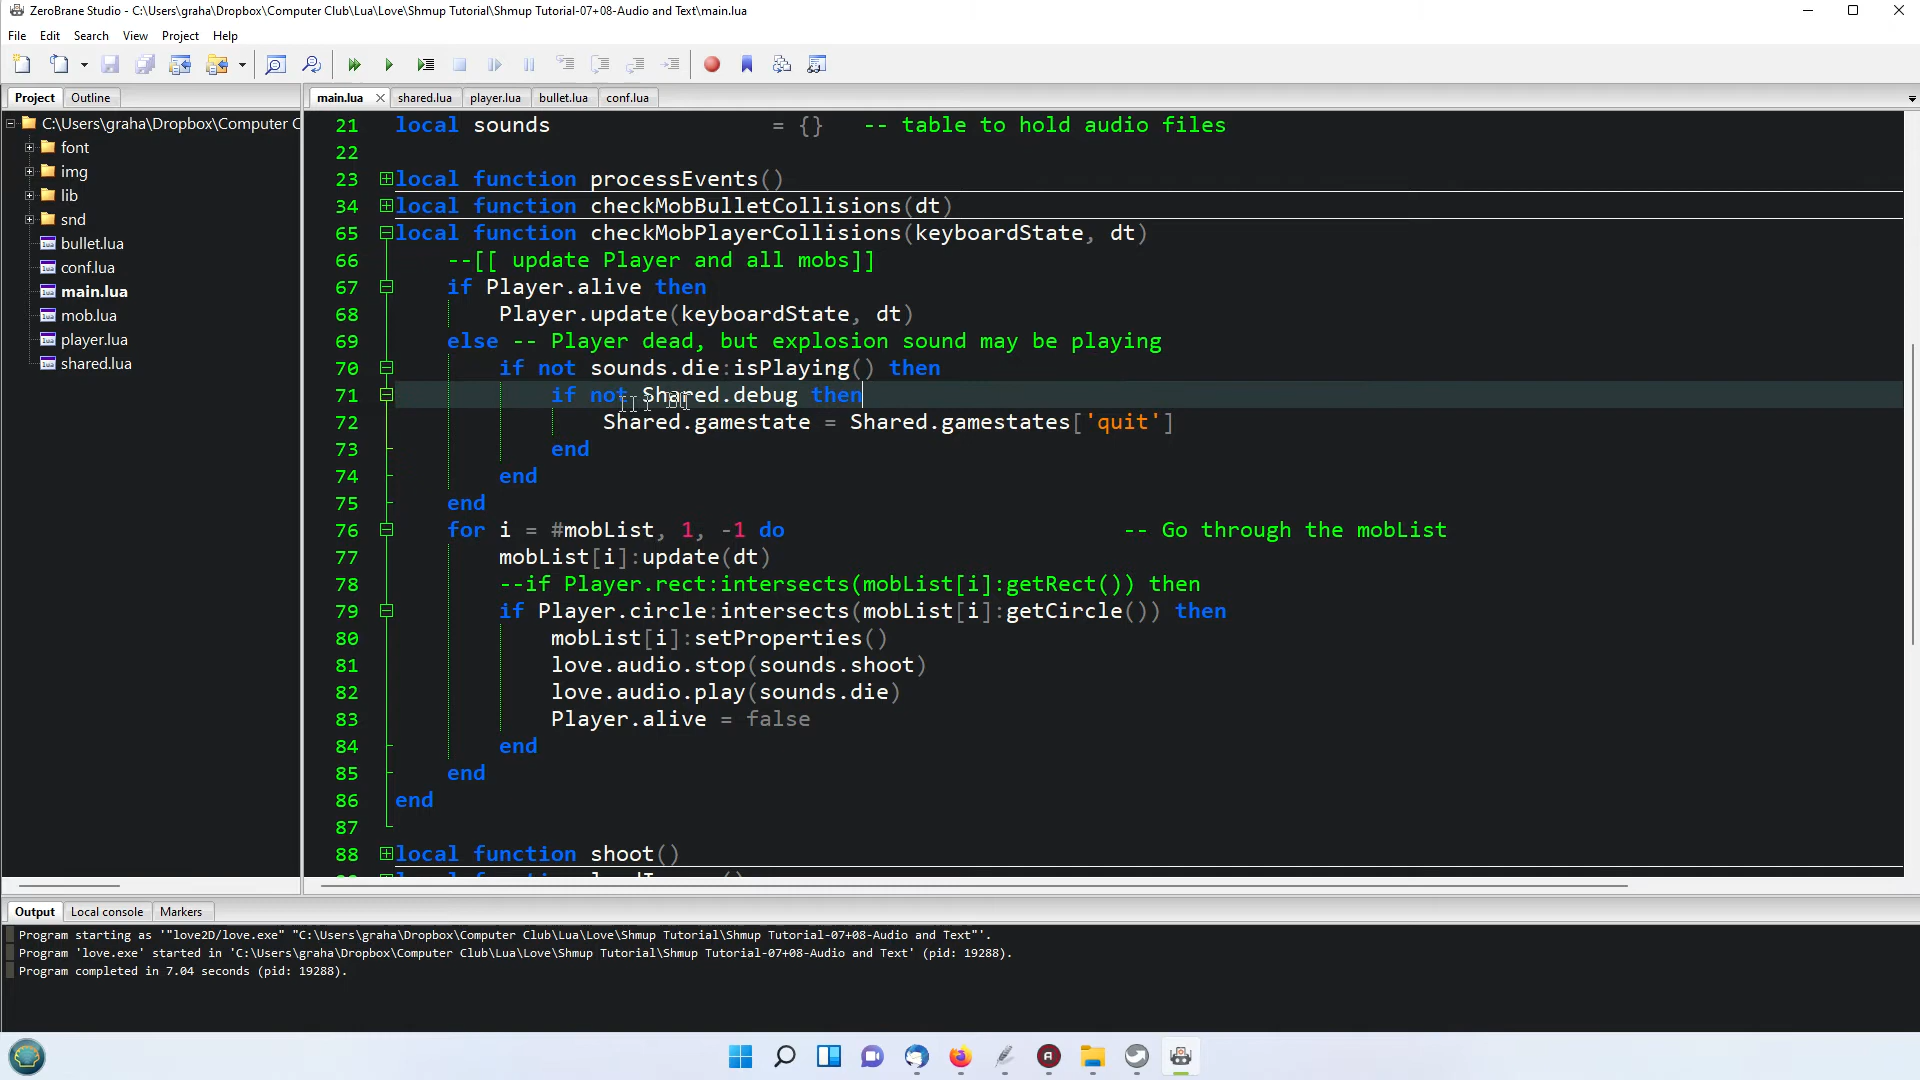 ZeroBrane Studio - C:\Users\graha\Dropbox\Computer Club\Lua\Love\Shmup Tutorial\Shmup Tutorial-07+08-Audio and Text\main.lua
File Edit Search View Project Help
Project Outline
main.lua shared.lua player.lua bullet.lua conf.lua
C:\Users\graha\Dropbox\Computer C
font
img
lib
snd
bullet.lua
conf.lua
main.lua
mob.lua
player.lua
shared.lua
21 local sounds = {} -- table to hold audio files
22
23 local function processEvents()
34 local function checkMobBulletCollisions(dt)
65 local function checkMobPlayerCollisions(keyboardState, dt)
66 --[[ update Player and all mobs]]
67 if Player.alive then
68 Player.update(keyboardState, dt)
69 else -- Player dead, but explosion sound may be playing
70 if not sounds.die:isPlaying() then
71 if not Shared.debug then
72 Shared.gamestate = Shared.gamestates['quit']
73 end
74 end
75 end
76 for i = #mobList, 1, -1 do -- Go through the mobList
77 mobList[i]:update(dt)
78 --if Player.rect:intersects(mobList[i]:getRect()) then
79 if Player.circle:intersects(mobList[i]:getCircle()) then
80 mobList[i]:setProperties()
81 love.audio.stop(sounds.shoot)
82 love.audio.play(sounds.die)
83 Player.alive = false
84 end
85 end
86 end
87
88 local function shoot()
Output Local console Markers
Program starting as '"love2D/love.exe" "C:\Users\graha\Dropbox\Computer Club\Lua\Love\Shmup Tutorial\Shmup Tutorial-07+08-Audio and Text"'.
Program 'love.exe' started in 'C:\Users\graha\Dropbox\Computer Club\Lua\Love\Shmup Tutorial\Shmup Tutorial-07+08-Audio and Text' (pid: 19288).
Program completed in 7.04 seconds (pid: 19288).